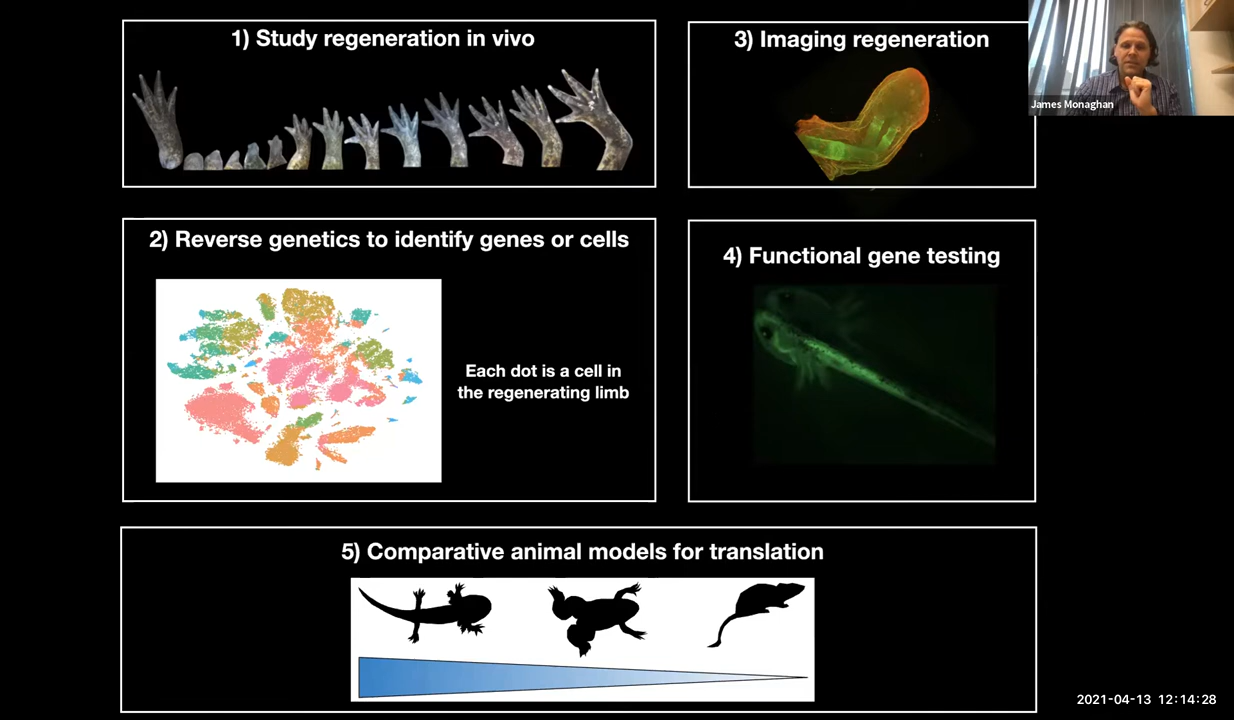 1) Study regeneration in vivo
3) Imaging regeneration
James Monaghan
2) Reverse genetics to identify genes or cells
Each dot is a cell in
the regenerating limb
4) Functional gene testing
5) Comparative animal models for translation
2021-04-13 12:14:28